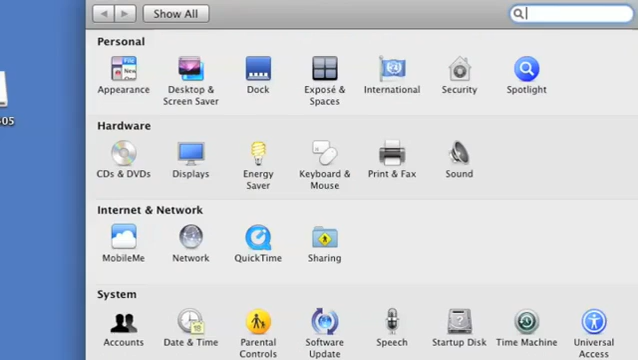 Show All
Personal
Appearance
Desktop &
Screen Saver
Dock
Exposé &
Spaces
International
Security
Spotlight
-05
Hardware
CDs & DVDs
Displays
Energy
Saver
Keyboard &
Mouse
Print & Fax
Sound
Internet & Network
MobileMe
Network
QuickTime
Sharing
System
Accounts
Date & Time
Parental
Controls
Software
Update
Speech
Startup Disk
Time Machine
Universal
Access